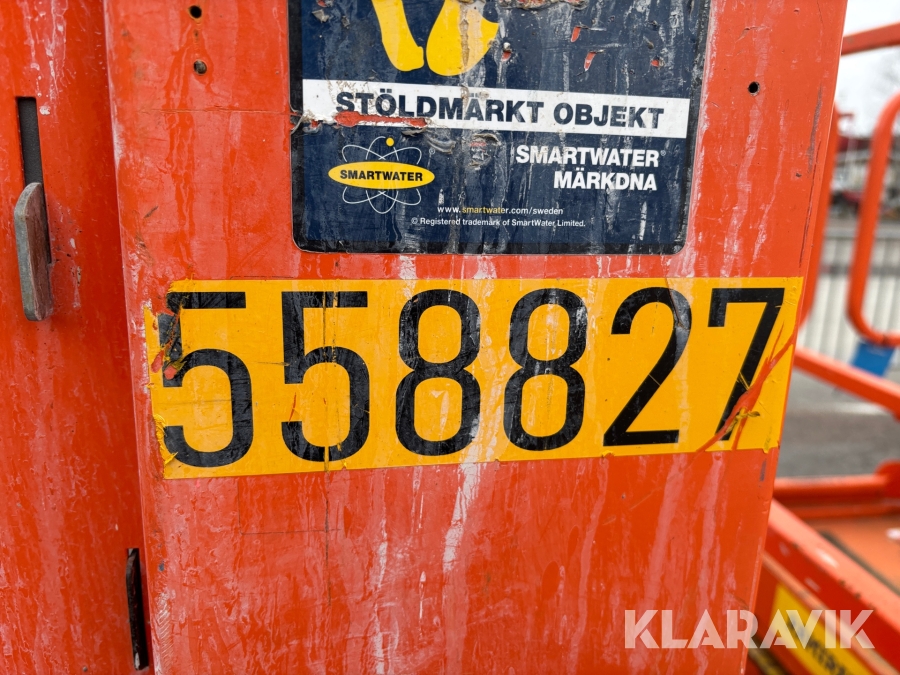 STÖLDMARKT OBJEKT
SMARTWATER
SMARTWATER®
MÄRKDNA
www.smartwater.com/sweden
© Registered trademark of SmartWater Limited.
558827
KLARAVIK